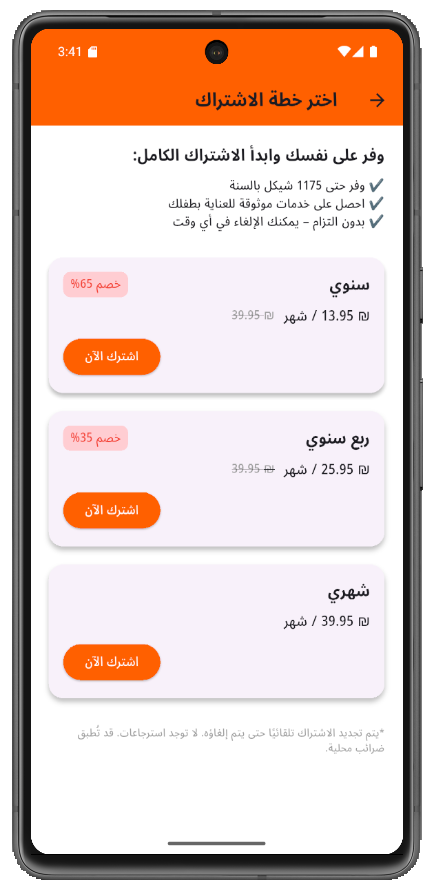 3:41
اختر خطة الاشتراك
وفر على نفسك وابدأ الاشتراك الكامل:
✔ وفر حتى 1175 شيكل بالسنة
✔ احصل على خدمات موثوقة للعناية بطفلك
✔ بدون التزام – يمكنك الإلغاء في أي وقت
سنوي
خصم 65%
₪ 13.95 / شهر ₪ 39.95
اشترك الآن
ربع سنوي
خصم 35%
₪ 25.95 / شهر ₪ 39.95
اشترك الآن
شهري
₪ 39.95 / شهر
اشترك الآن
*يتم تجديد الاشتراك تلقائيًا حتى يتم إلغاؤه. لا توجد استرجاعات. قد تُطبق
ضرائب محلية.